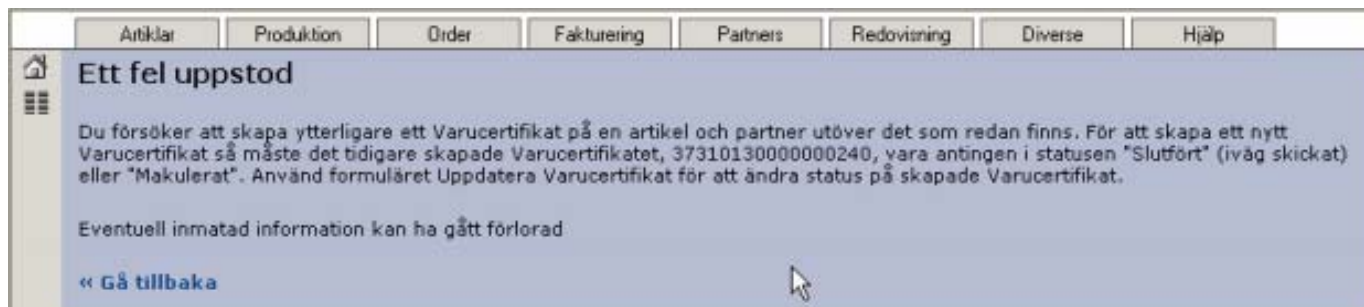 Artiklar Produktion Order Fakturering Partners Redovisning Diverse Hjälp
Ett fel uppstod
Du försöker att skapa ytterligare ett Varucertifikat på en artikel och partner utöver det som redan finns. För att skapa ett nytt
Varucertifikat så måste det tidigare skapade Varucertifikatet, 37310130000000240, vara antingen i statusen "Slutfört" (iväg skickat)
eller "Makulerat". Använd formuläret Uppdatera Varucertifikat för att ändra status på skapade Varucertifikat.
Eventuell inmatad information kan ha gått förlorad
« Gå tillbaka